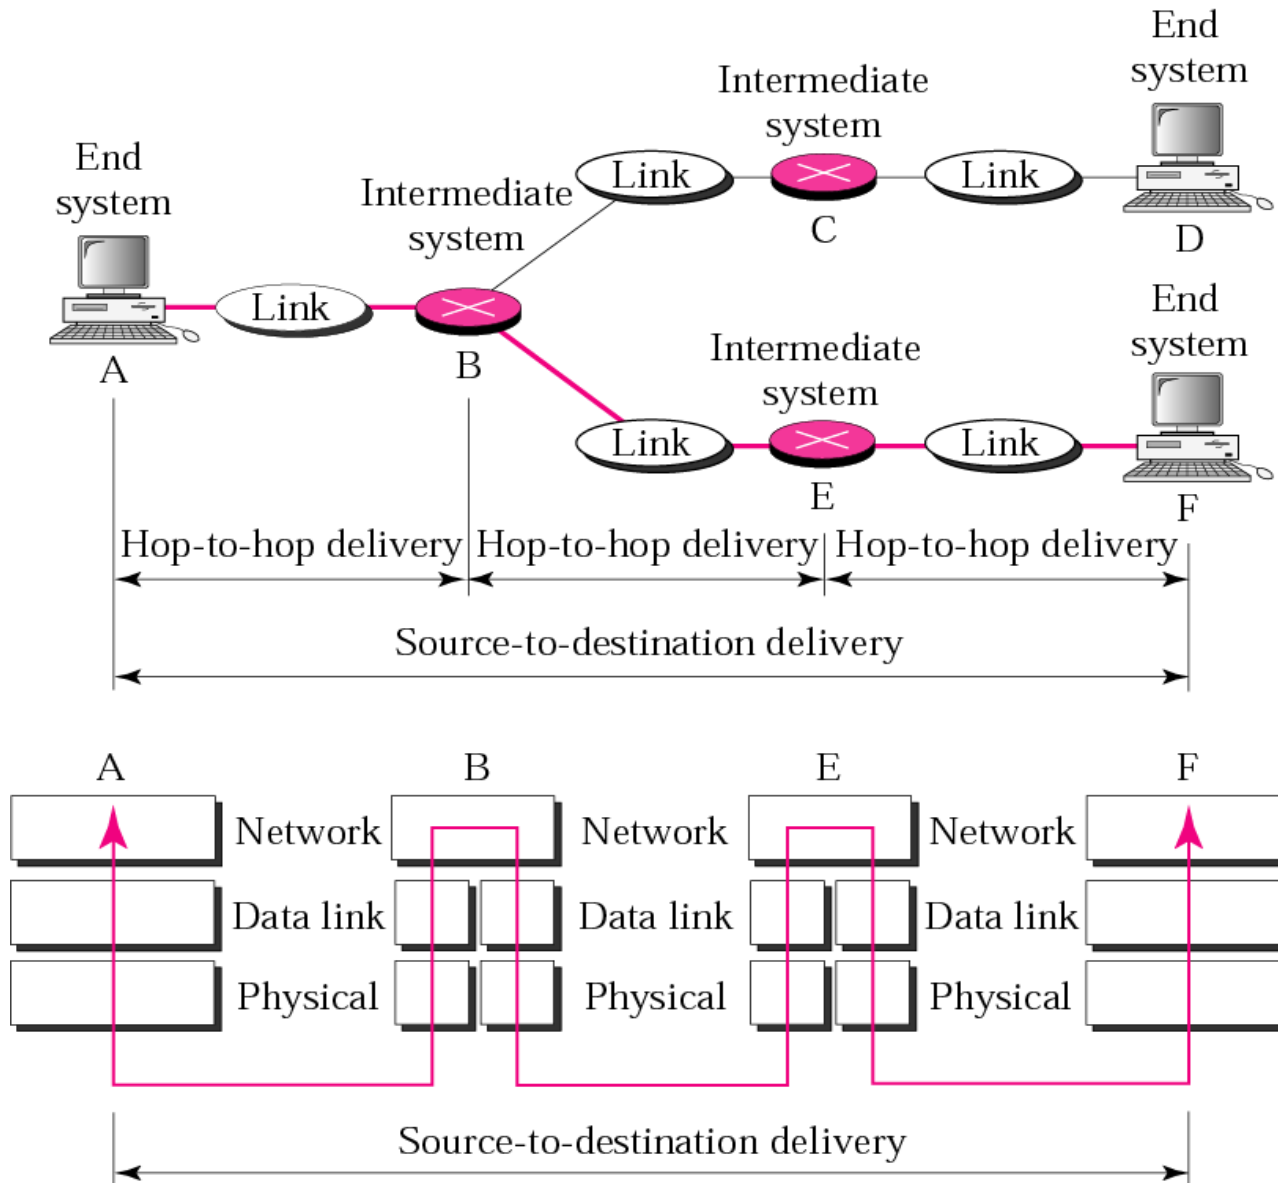 End
system
Intermediate
system
End
system
Link
Link
C
D
Intermediate
system
Link
A
B
End
system
Intermediate
system
Link
Link
E
F
Hop-to-hop delivery
Hop-to-hop delivery
Hop-to-hop delivery
Source-to-destination delivery
A
B
E
F
Network
Network
Network
Data link
Data link
Data link
Physical
Physical
Physical
Source-to-destination delivery